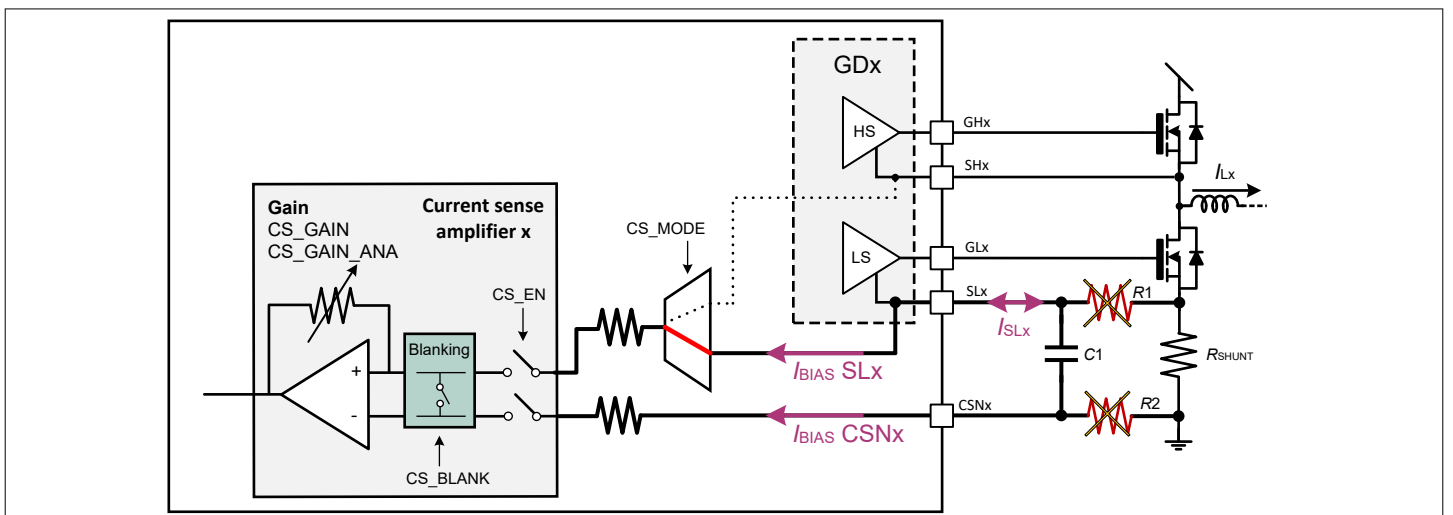 GDx
HS
GHx
SHx
ILx
LS
GLx
SLx
R1
ISLx
C1
RSHUNT
CSNx
R2
Gain
CS_GAIN
CS_GAIN_ANA
Current sense
amplifier x
CS_MODE
CS_EN
Blanking
+
-
CS_BLANK
IBIAS SLx
IBIAS CSNx